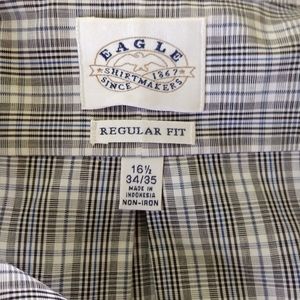 EAGLE
SHIRTMAKERS
SINCE 1867
REGULAR FIT
16½
34/35
MADE IN
INDONESIA
NON-IRON